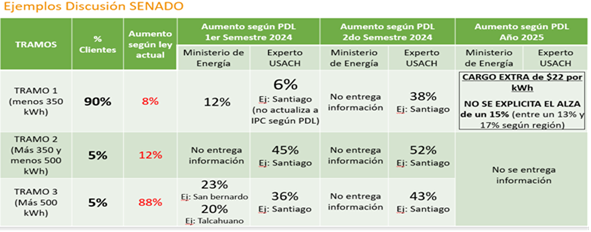 Ejemplos Discusión SENADO
TRAMOS
% Clientes
Aumento según ley actual
Aumento según PDL
1er Semestre 2024
Aumento según PDL
2do Semestre 2024
Aumento según PDL
Año 2025
Ministerio de Energía
Experto USACH
Ministerio de Energía
Experto USACH
Ministerio de Energía
Experto USACH
TRAMO 1
(menos 350 kWh)
90%
8%
12%
6%
Ej: Santiago
(no actualiza a IPC según PDL)
No entrega información
38%
Ej: Santiago
CARGO EXTRA de $22 por kWh
NO SE EXPLICITA EL ALZA de un 15% (entre un 13% y 17% según región)
TRAMO 2
(Más 350 y menos 500 kWh)
5%
12%
No entrega información
45%
Ej: Santiago
No entrega información
52%
Ej: Santiago
No se entrega información
TRAMO 3
(Más 500 kWh)
5%
88%
23%
Ej: San bernardo
20%
Ej: Talcahuano
36%
Ej: Santiago
No entrega información
43%
Ej: Santiago